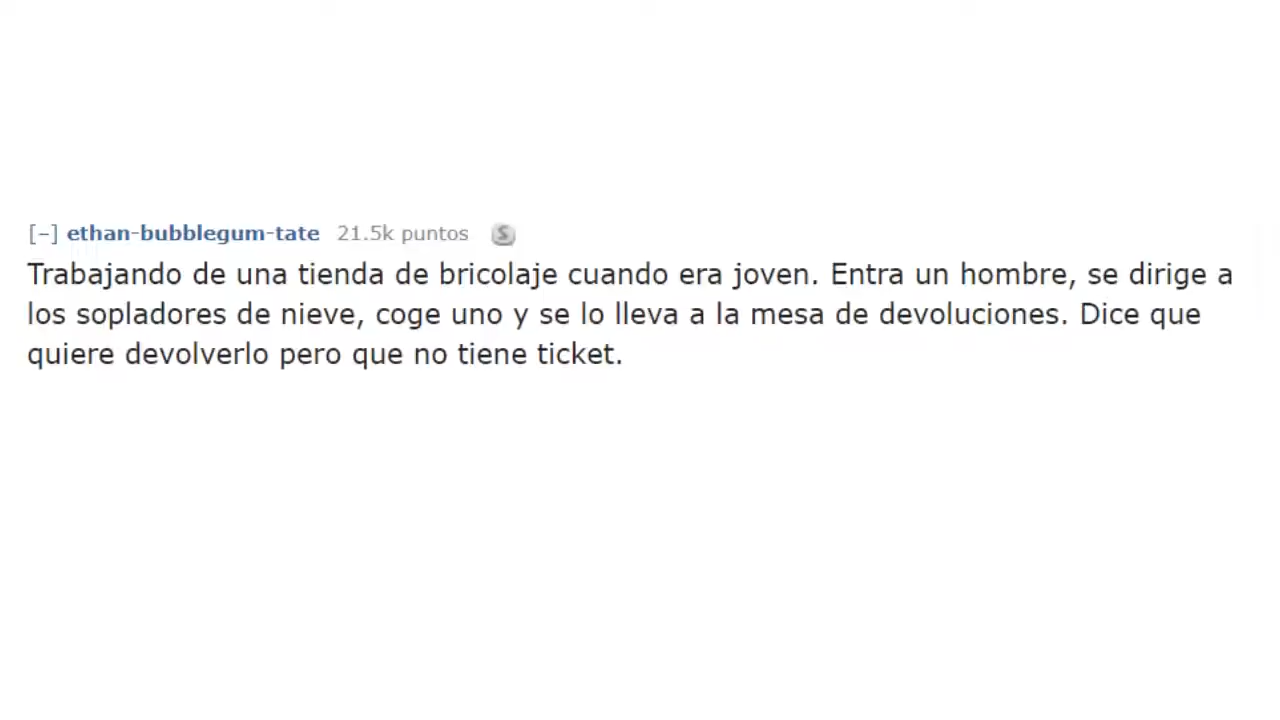 [–] ethan-bubblegum-tate 21.5k puntos S
Trabajando de una tienda de bricolaje cuando era joven. Entra un hombre, se dirige a
los sopladores de nieve, coge uno y se lo lleva a la mesa de devoluciones. Dice que
quiere devolverlo pero que no tiene ticket.